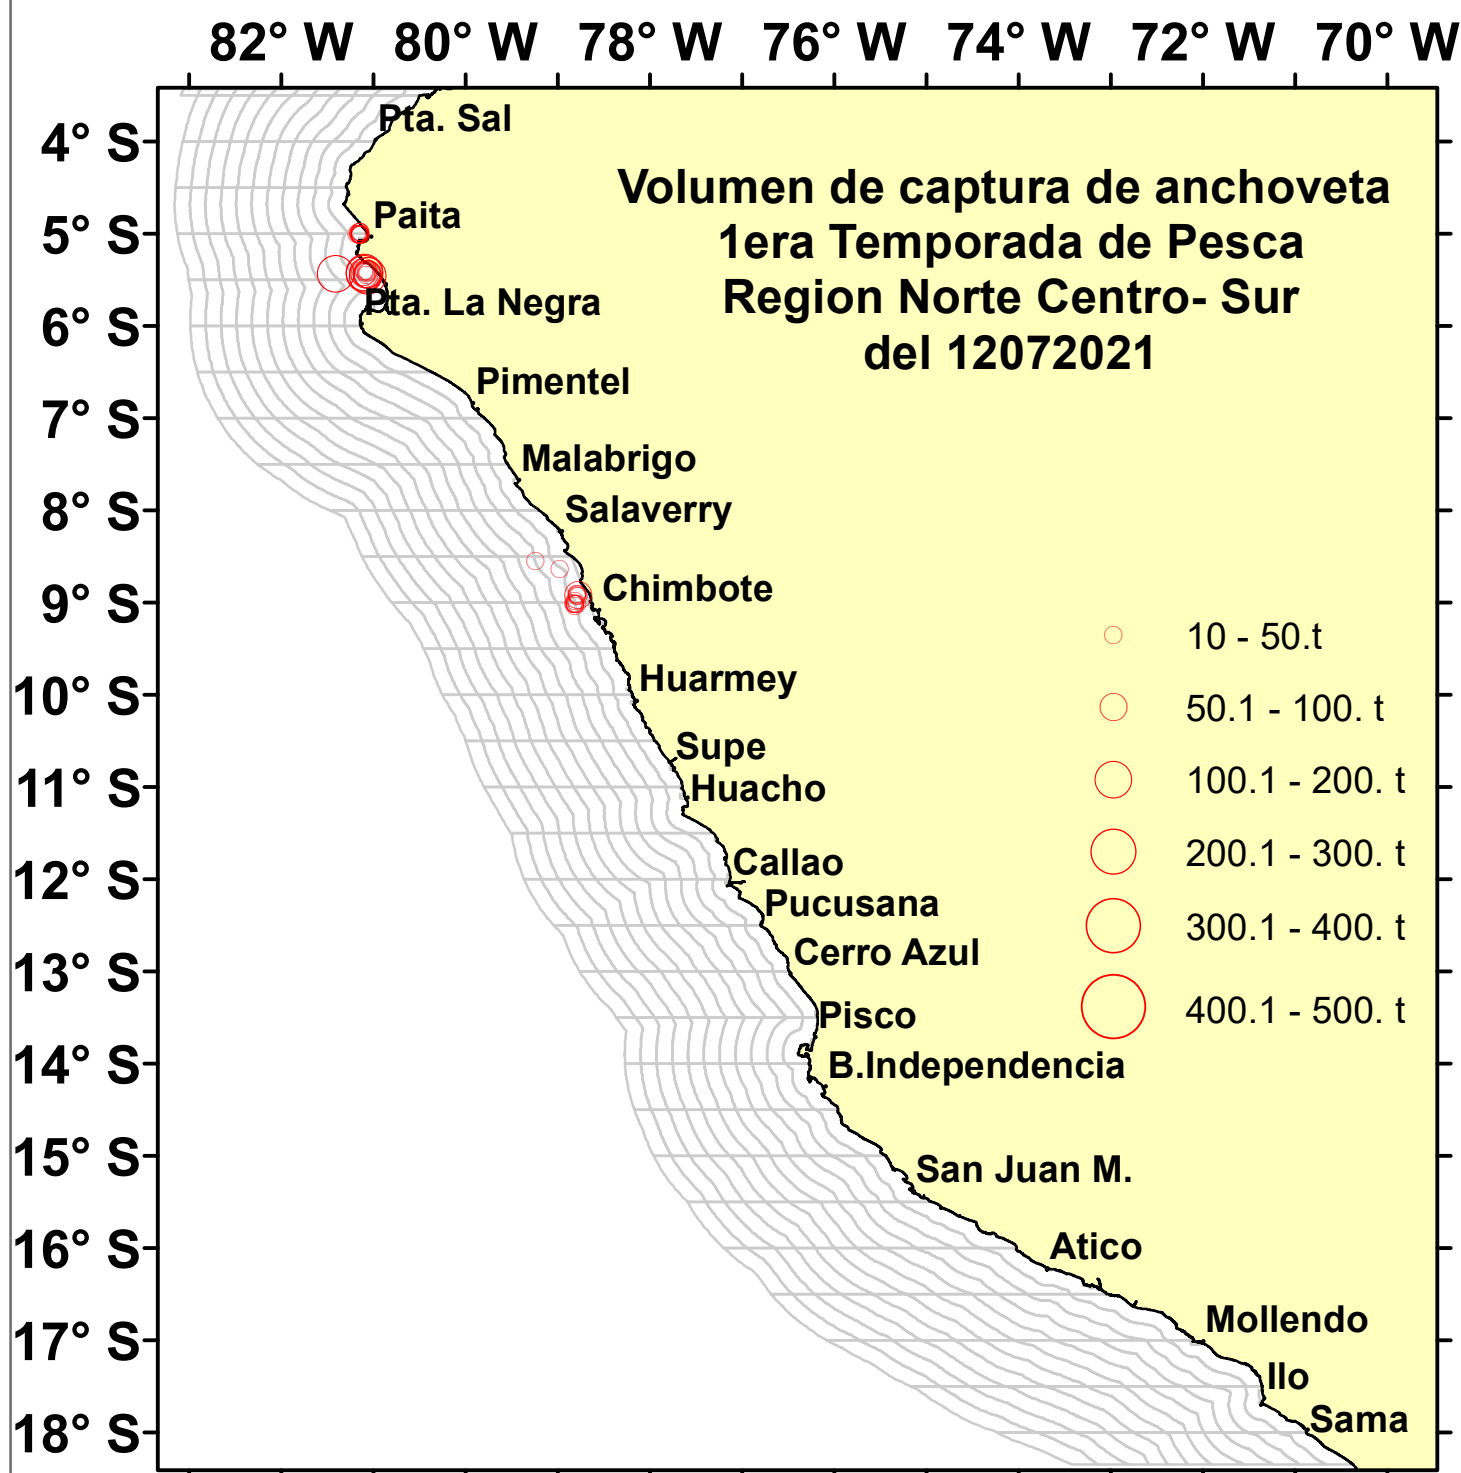 82° W 80° W 78° W 76° W 74° W 72° W 70° W
Pta. Sal
4° S
Volumen de captura de anchoveta
1era Temporada de Pesca
Region Norte Centro- Sur
del 12072021
Paita
5° S
Pta. La Negra
6° S
Pimentel
7° S
Malabrigo
8° S
Salaverry
Chimbote
9° S
10 - 50.t
Huarmey
10° S
50.1 - 100. t
Supe
11° S
Huacho
100.1 - 200. t
Callao
200.1 - 300. t
12° S
Pucusana
300.1 - 400. t
Cerro Azul
13° S
Pisco
400.1 - 500. t
14° S
B.Independencia
15° S
San Juan M.
16° S
Atico
Mollendo
17° S
Ilo
Sama
18° S